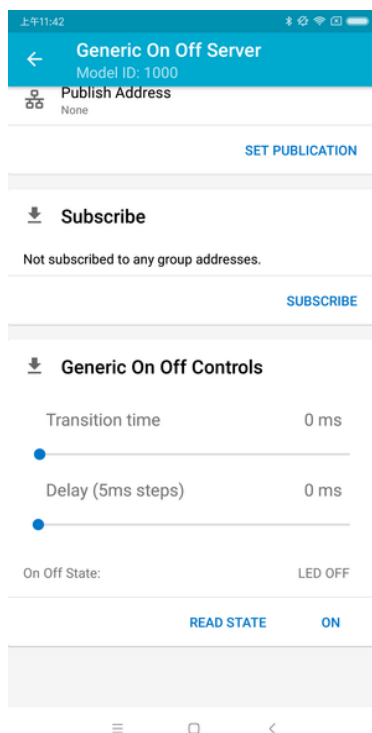 上午11:42
Generic On Off Server
Model ID: 1000
Publish Address
None
SET PUBLICATION
Subscribe
Not subscribed to any group addresses.
SUBSCRIBE
Generic On Off Controls
Transition time 0 ms
Delay (5ms steps) 0 ms
On Off State: LED OFF
READ STATE ON